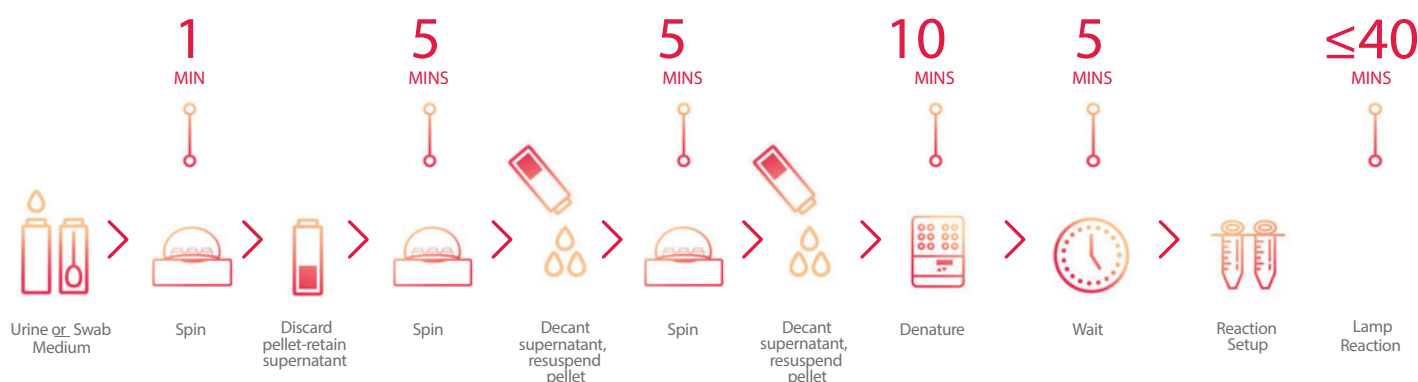 1
MIN
5
MINS
5
MINS
10
MINS
5
MINS
≤40
MINS
Urine or Swab
Medium
Spin
Discard
pellet-retain
supernatant
Spin
Decant
supernatant,
resuspend
pellet
Spin
Decant
supernatant,
resuspend
pellet
Denature
Wait
Reaction
Setup
Lamp
Reaction